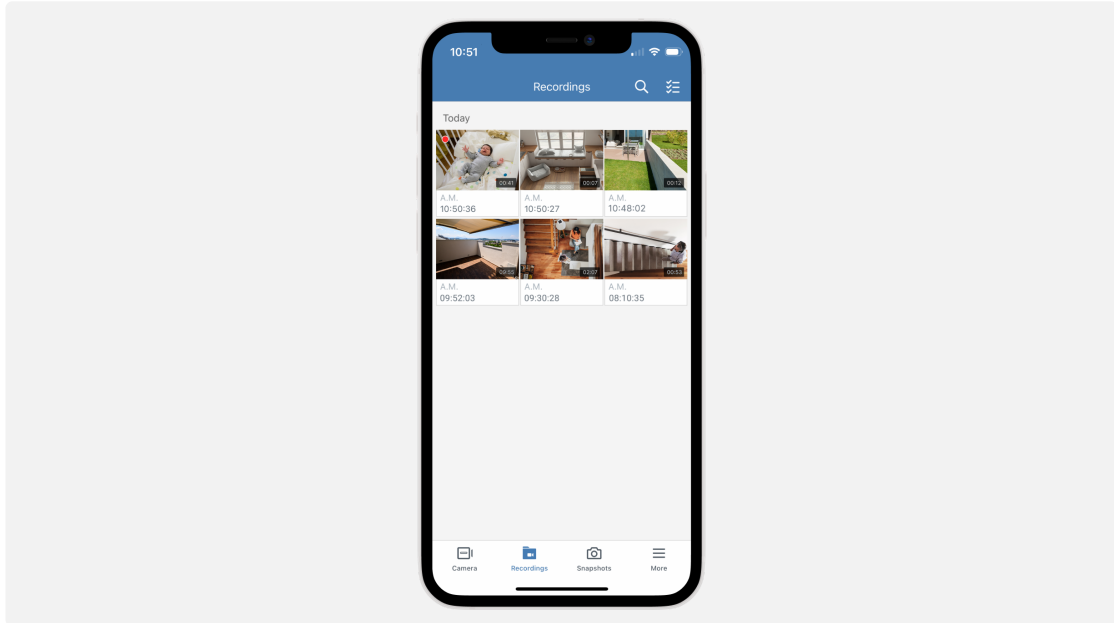 10:51
Recordings
Today
00:41
00:07
00:12
A.M.
10:50:36
A.M.
10:50:27
A.M.
10:48:02
09:55
02:07
00:53
A.M.
09:52:03
A.M.
09:30:28
A.M.
08:10:35
Camera
Recordings
Snapshots
More